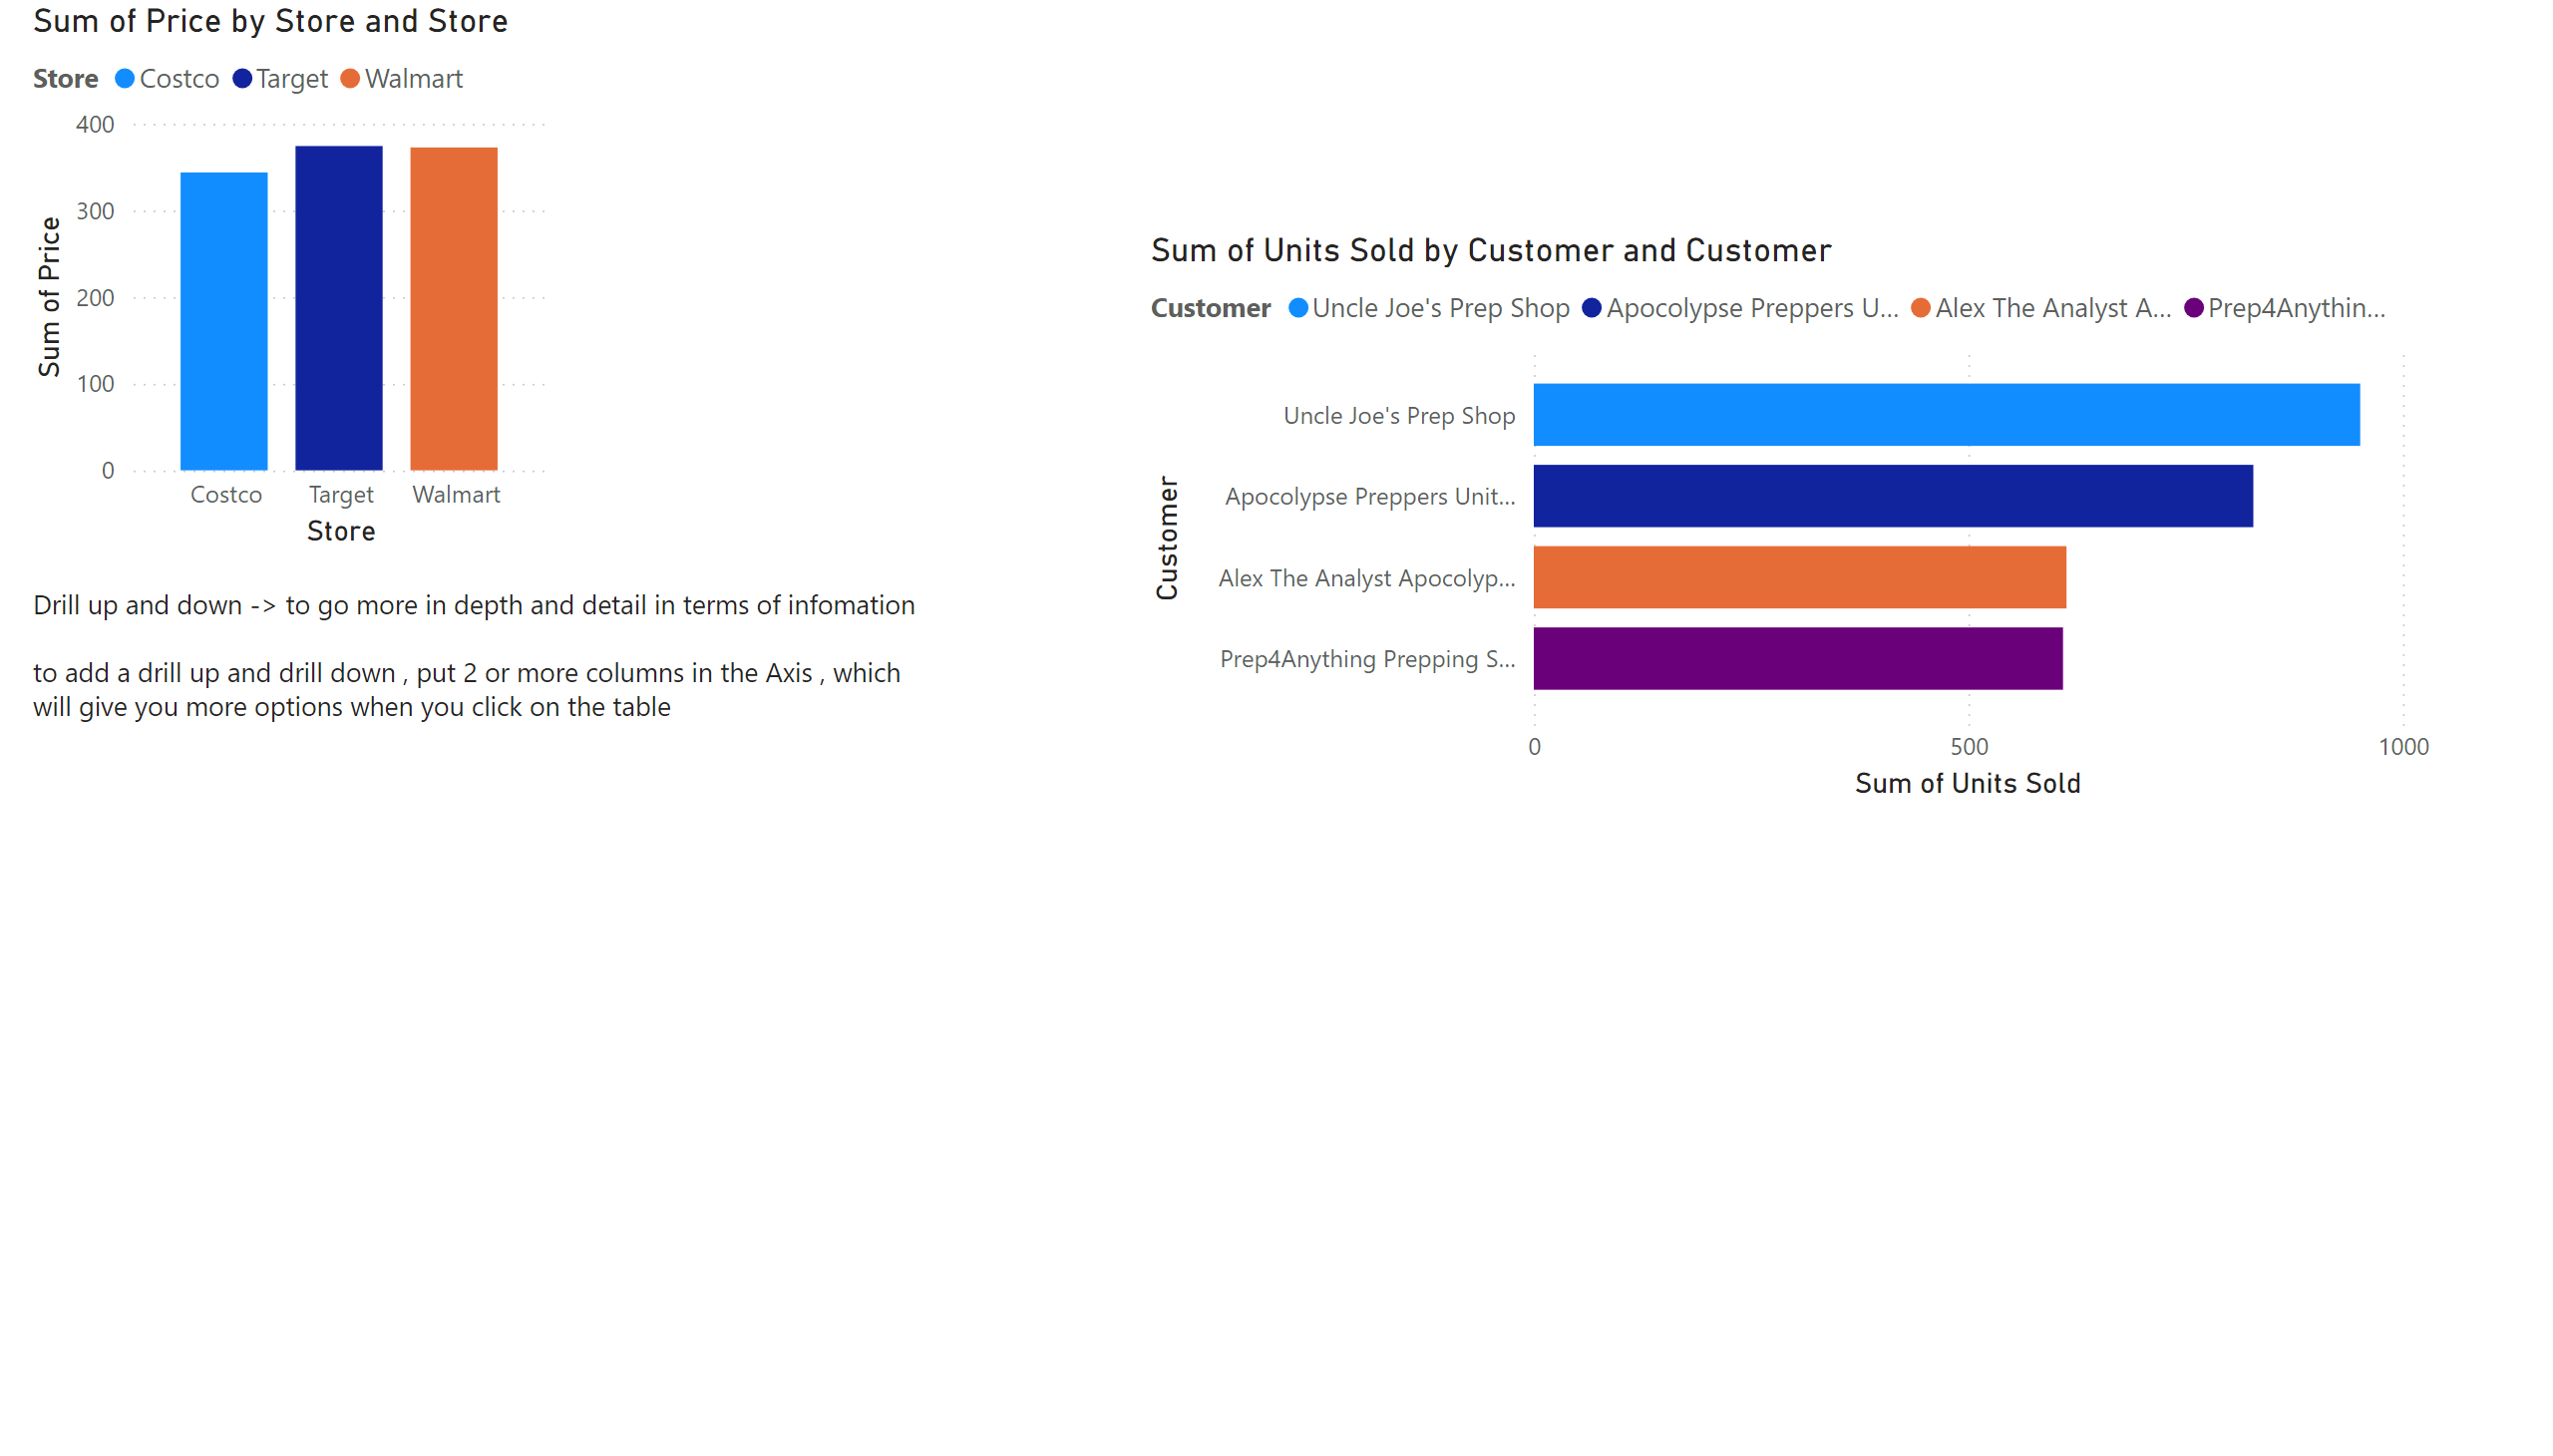 Sum of Price by Store and Store
Store Costco Target Walmart
400
300
200
100
0
Sum of Price
Costco Target Walmart
Store
Drill up and down -> to go more in depth and detail in terms of infomation
to add a drill up and drill down , put 2 or more columns in the Axis , which
will give you more options when you click on the table
Sum of Units Sold by Customer and Customer
Customer Uncle Joe's Prep Shop Apocolypse Preppers U... Alex The Analyst A... Prep4Anythin...
Customer
Uncle Joe's Prep Shop
Apocolypse Preppers Unit...
Alex The Analyst Apocolyp...
Prep4Anything Prepping S...
0 500 1000
Sum of Units Sold